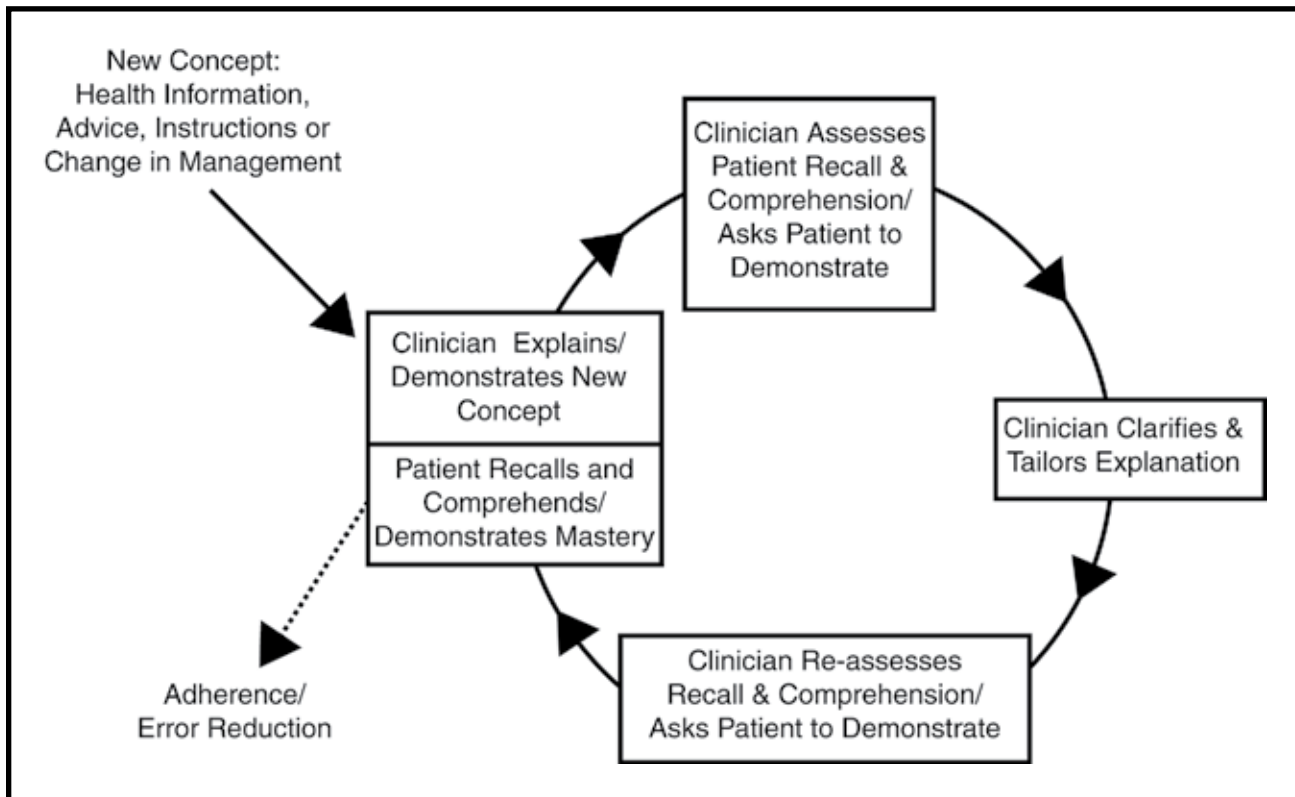 New Concept:
Health Information,
Advice, Instructions or
Change in Management
Clinician Explains/
Demonstrates New
Concept
Patient Recalls and
Comprehends/
Demonstrates Mastery
Adherence/
Error Reduction
Clinician Assesses
Patient Recall &
Comprehension/
Asks Patient to
Demonstrate
Clinician Clarifies &
Tailors Explanation
Clinician Re-assesses
Recall & Comprehension/
Asks Patient to Demonstrate